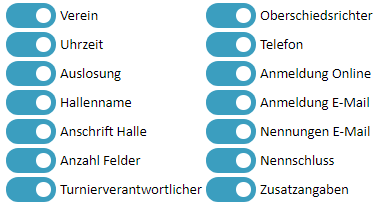 Verein
Uhrzeit
Auslosung
Hallenname
Anschrift Halle
Anzahl Felder
Turnierverantwortlicher
Oberschiedsrichter
Telefon
Anmeldung Online
Anmeldung E-Mail
Nennungen E-Mail
Nennschluss
Zusatzangaben